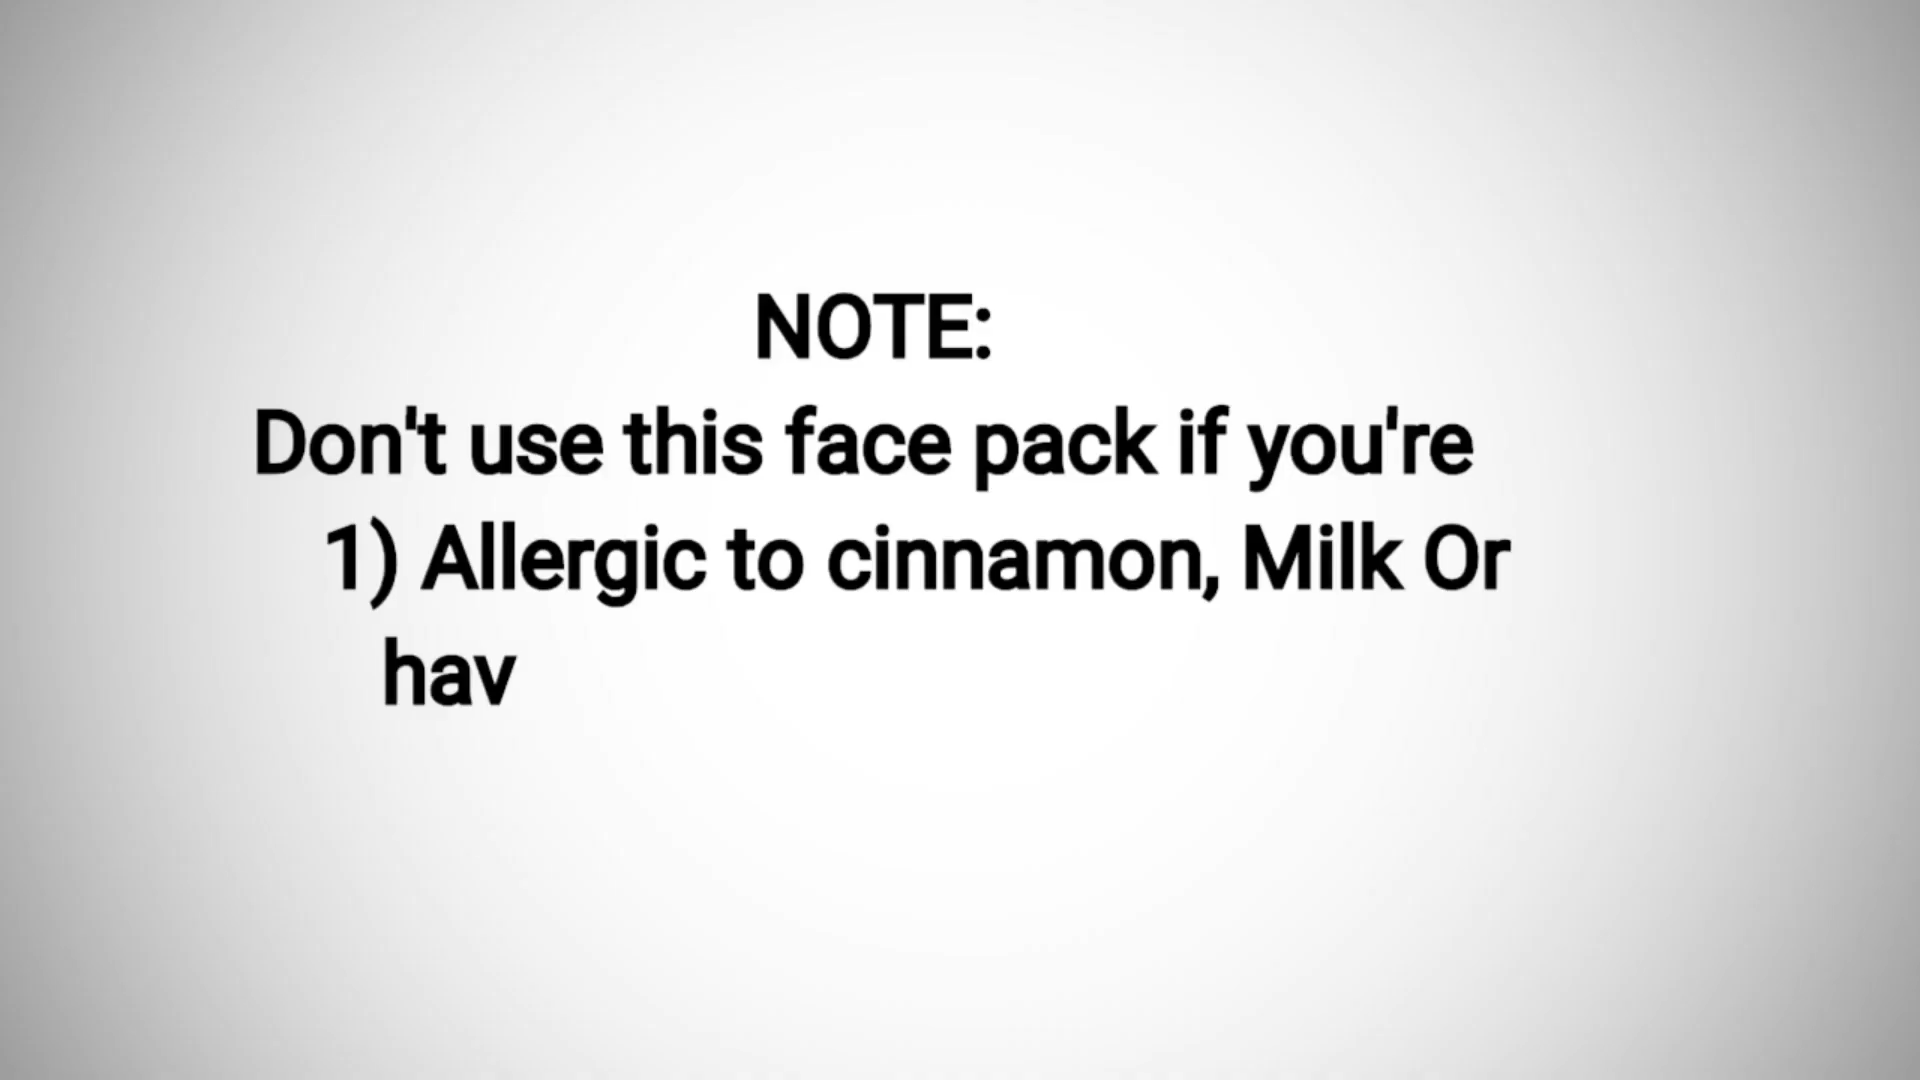 NOTE:
Don't use this face pack if you're
1) Allergic to cinnamon, Milk Or
hav